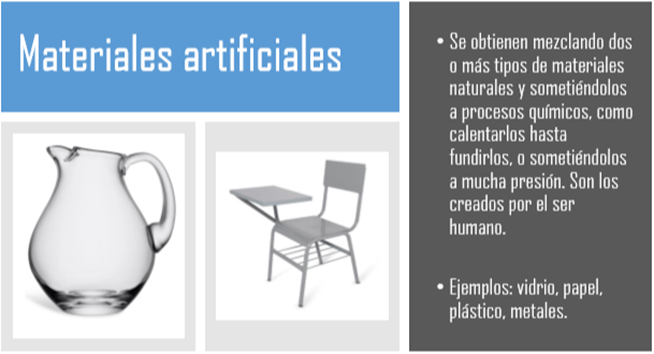 Materiales artificiales
• Se obtienen mezclando dos
o más tipos de materiales
naturales y sometiéndolos
a procesos químicos, como
calentarlos hasta
fundirlos, o sometiéndolos
a mucha presión. Son los
creados por el ser
humano.
• Ejemplos: vidrio, papel,
plástico, metales.